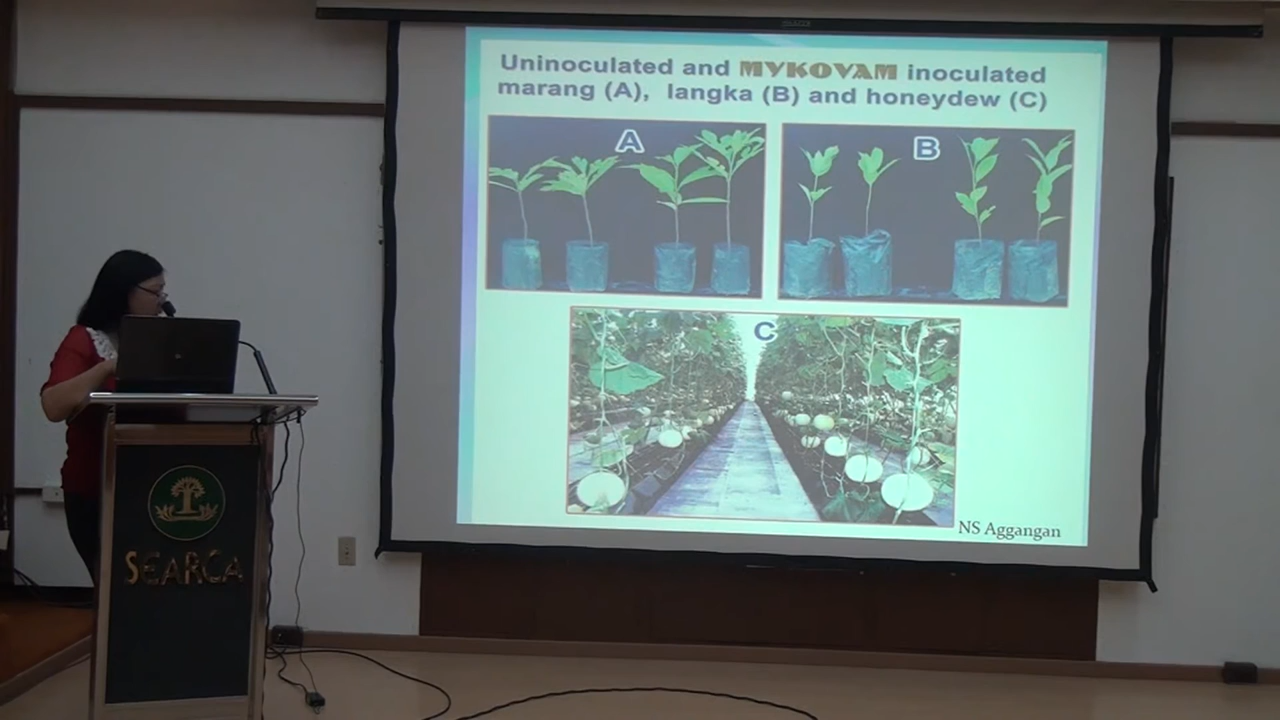 Uninoculated and MYKOVAM inoculated
marang (A), langka (B) and honeydew (C)
A
B
C
NS Aggangan
SEARCA